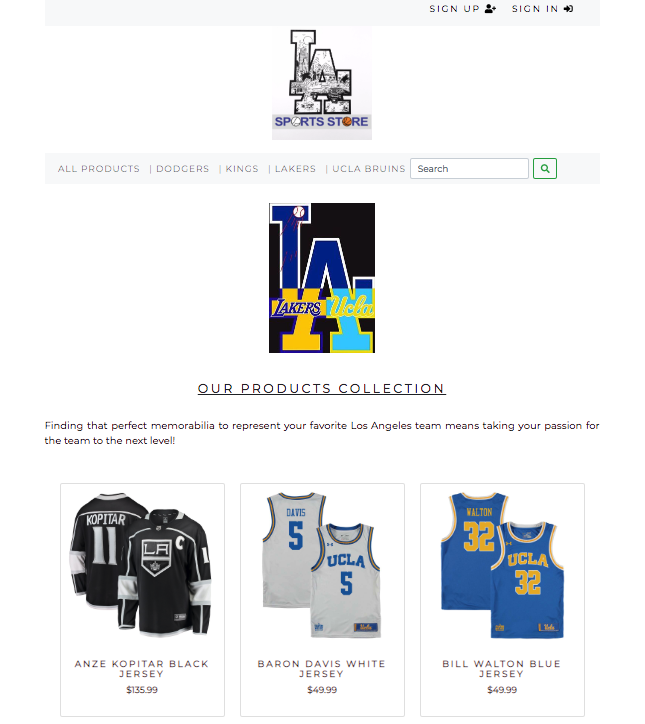 SIGN UP
SIGN IN
LA
SPORTS STORE
ALL PRODUCTS | DODGERS | KINGS | LAKERS | UCLA BRUINS
Search
LA
LAKERS
Ucla
OUR PRODUCTS COLLECTION
Finding that perfect memorabilia to represent your favorite Los Angeles team means taking your passion for
the team to the next level!
KOPITAR
11
C
LA
ANZE KOPITAR BLACK
JERSEY
$135.99
DAVIS
5
UCLA
5
BARON DAVIS WHITE
JERSEY
$49.99
WALTON
32
UCLA
32
BILL WALTON BLUE
JERSEY
$49.99